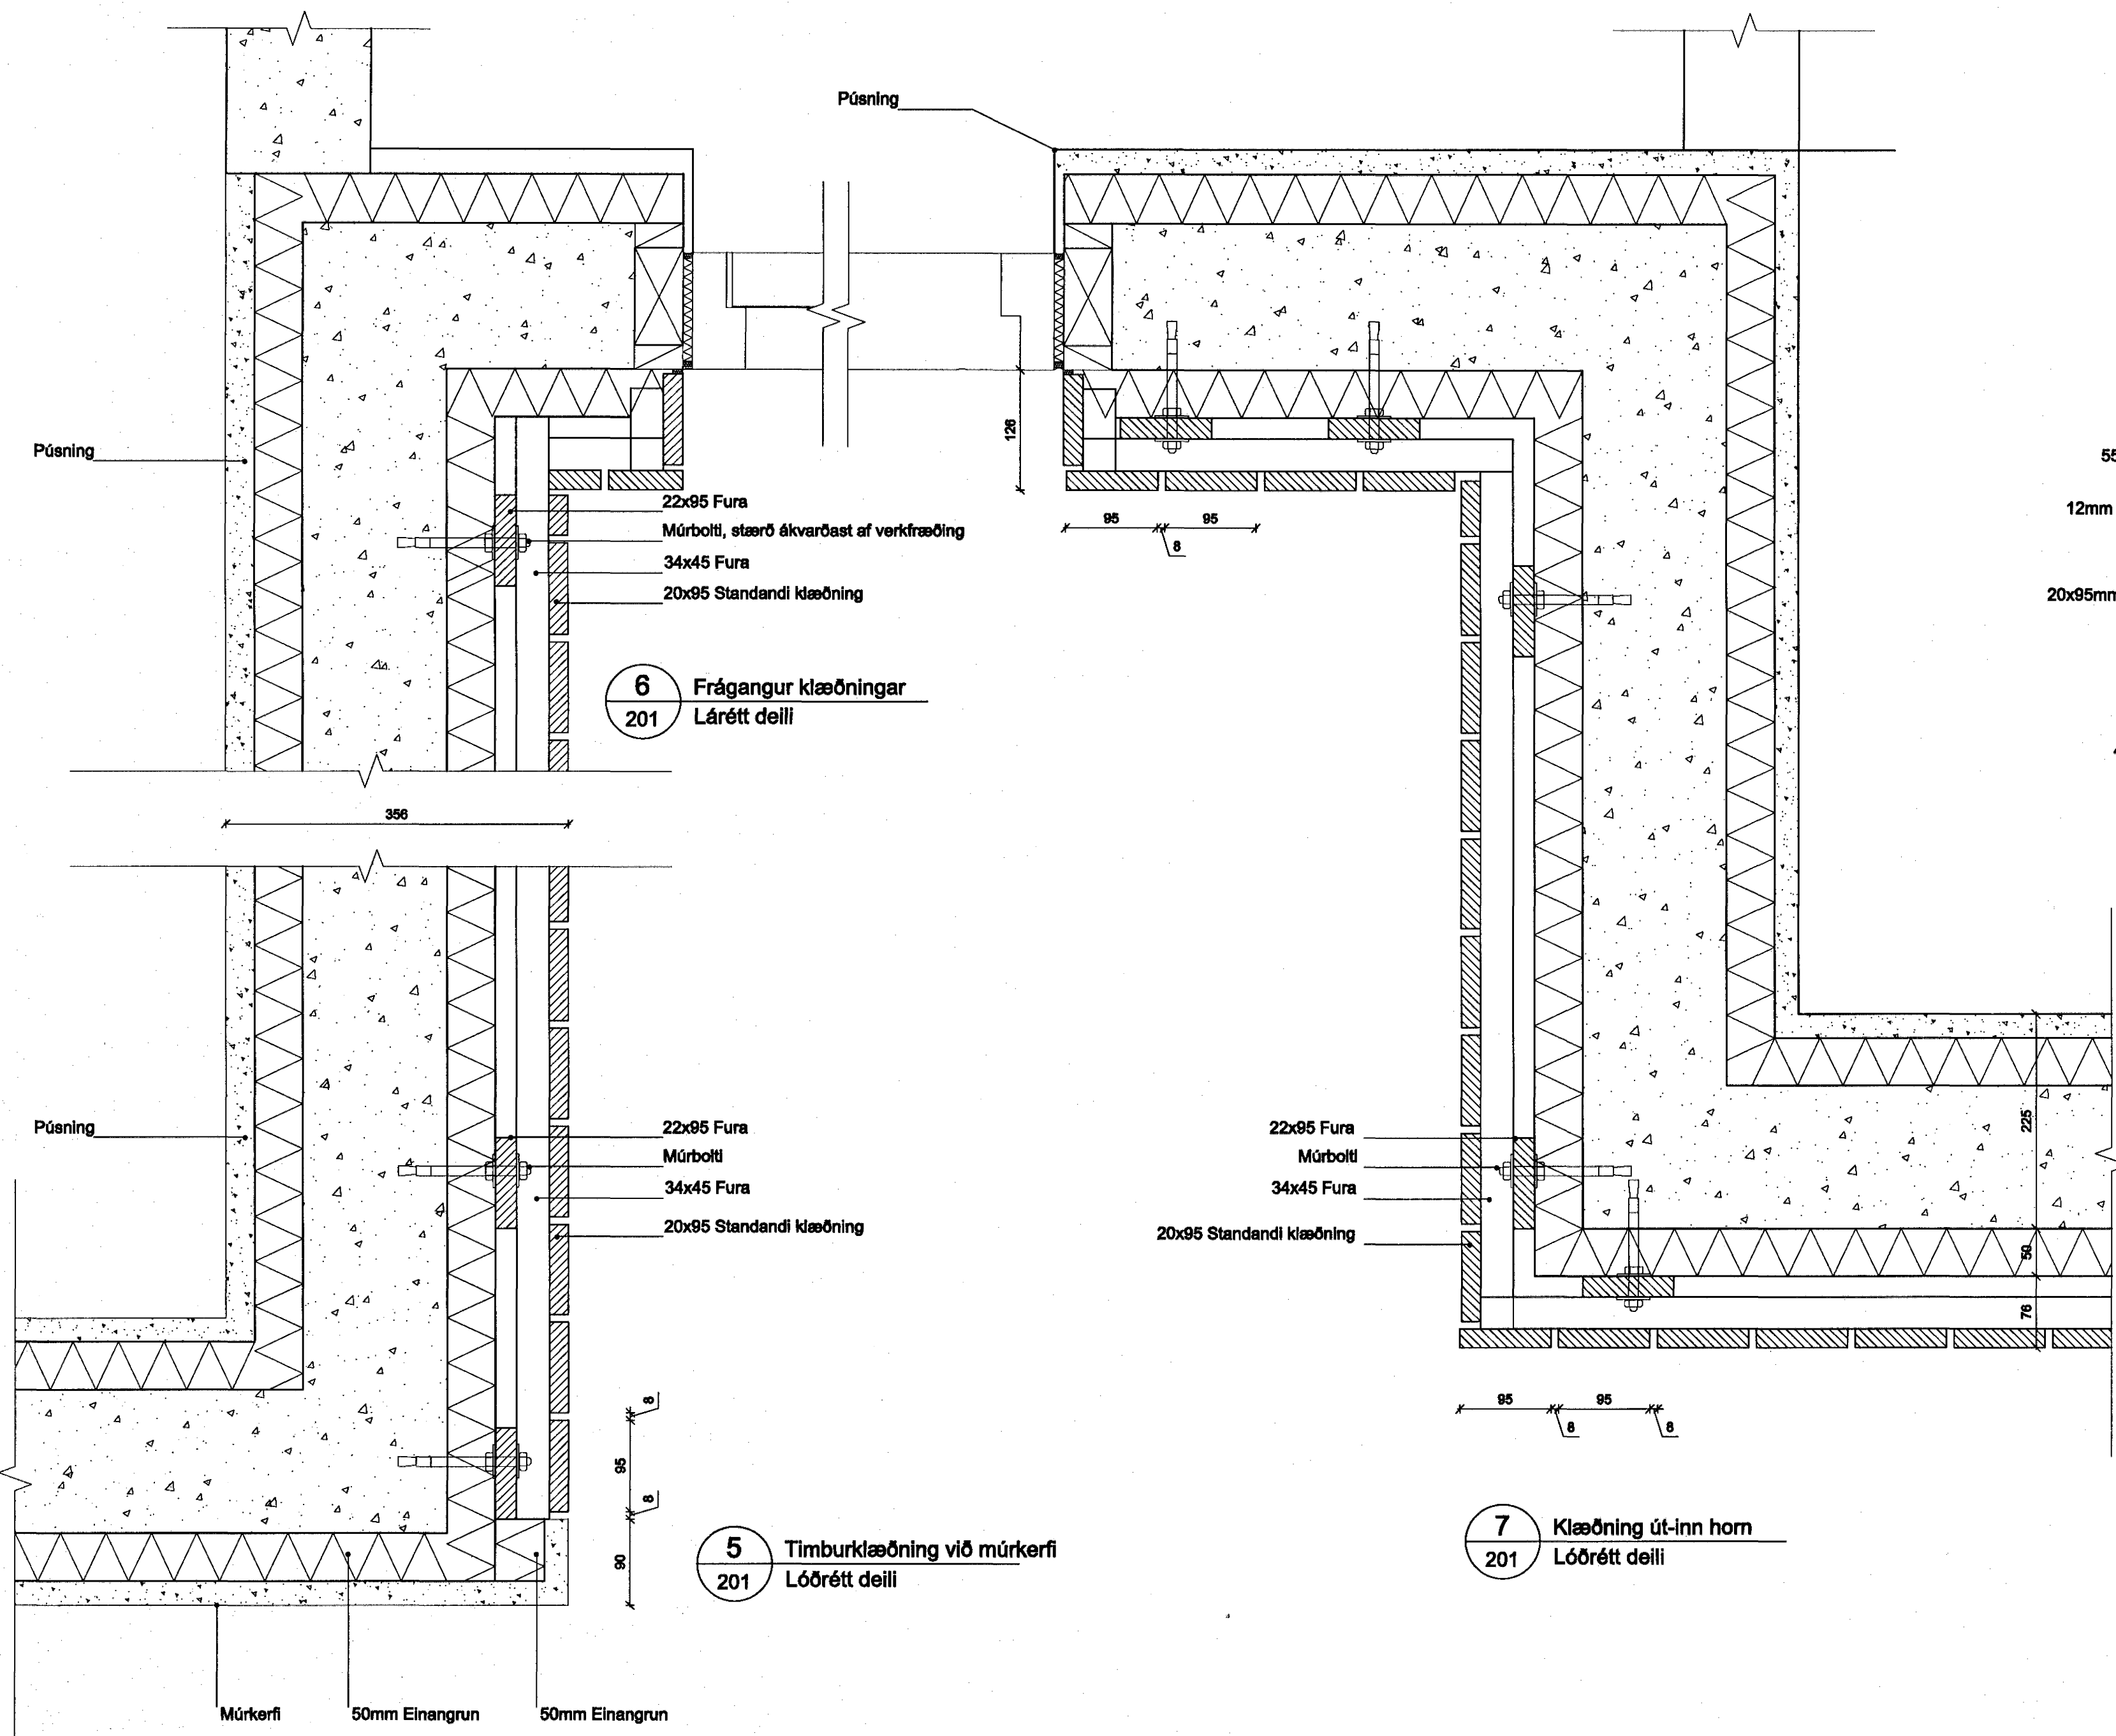 Púsning
Púsning
126
22x95 Fura
Múrbolti, stærð ákvarðast af verkfræðing
34x45 Fura
20x95 Standandi klæðning
95
95
8
55
12mm
20x95mm
6
201
Frágangur klæðningar
Lárétt deili
356
Púsning
22x95 Fura
Múrbolti
34x45 Fura
20x95 Standandi klæðning
22x95 Fura
Múrbolti
34x45 Fura
20x95 Standandi klæðning
225
50
76
8
95
8
90
95
95
8
8
5
201
Timburklæðning við múrkerfi
Lóðrétt deili
7
201
Klæðning út-inn horn
Lóðrétt deili
Múrkerfi
50mm Einangrun
50mm Einangrun